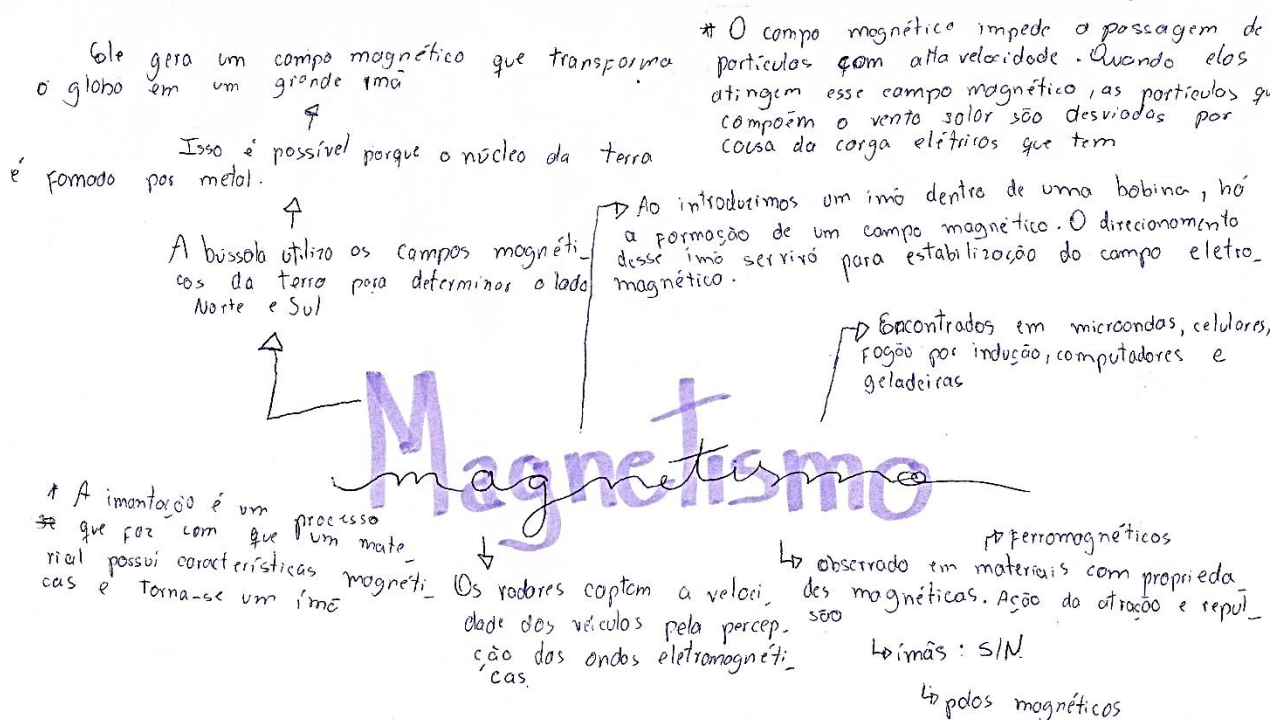 Ele gera um campo magnético que transforma
o globo em um grande imã
Isso é possível porque o núcleo da terra
é fomado por metal.
A bússola utiliza os campos magnéti_
cos da terra para determinar o lado
Norte e Sul
* O campo magnético impede a passagem de
partículas com alta velocidade. Quando elas
atingem esse campo magnético, as partículas qu
compoêm o vento solar são desviadas por
causa da carga elétricos que tem
Ao introduzimos um imã dentro de uma bobina, há
a formação de um campo magnético. O direcionamento
desse imã servirá para estabilização do campo eletro_
magnético.
Encontrados em microondas, celulares,
fogão por indução, computadores e
geladeiras
Magnetismo
magnetismo
* A imantação é um processo
que faz com que um mate_
rial possui características magnéti_
cas e torna-se um ímã
Os radares captam a veloci_
dade dos veículos pela percep_
ção das ondas eletromagnéti_
cas.
ferromagnéticos
observado em materiais com proprieda_
des magnéticas. Ação da atração e repul_
são
ímãs : S/N
polos magnéticos